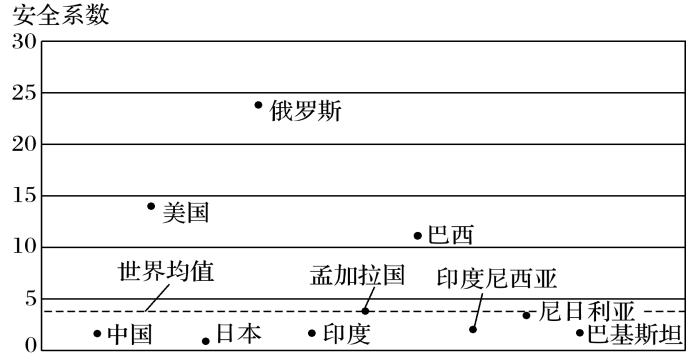 安全系数
30
25
俄罗斯
20
15
美国
巴西
10
世界均值
孟加拉国
印度尼西亚
5
尼日利亚
中国
日本
印度
巴基斯坦
0